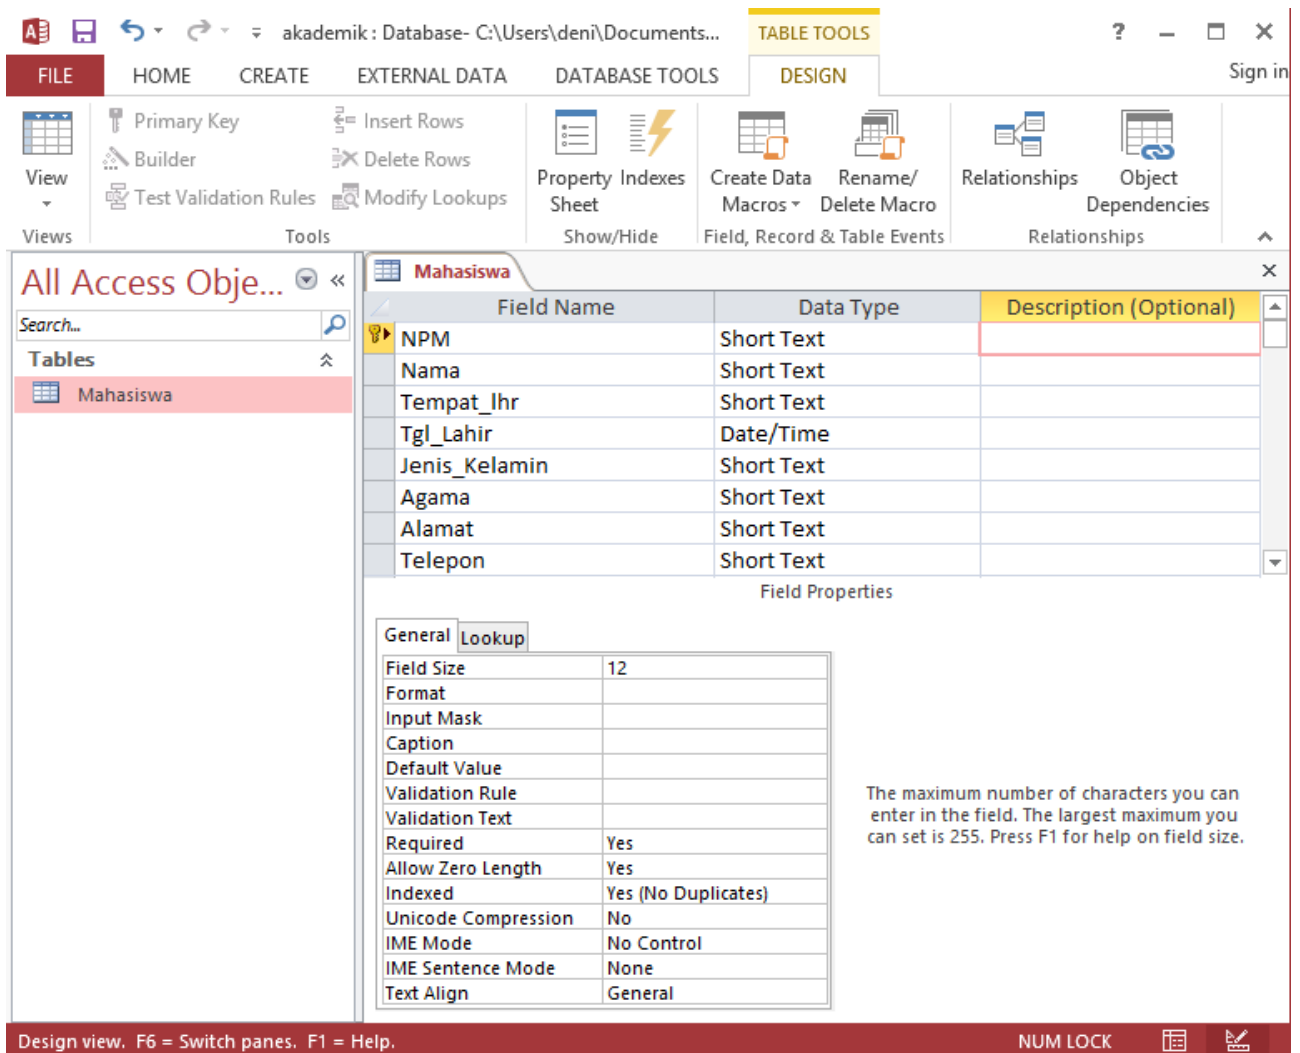 akademik : Database- C:\Users\deni\Documents... TABLE TOOLS ?
FILE HOME CREATE EXTERNAL DATA DATABASE TOOLS DESIGN Sign in
View
Views
Primary Key
Builder
Test Validation Rules
Insert Rows
Delete Rows
Modify Lookups
Tools
Property Sheet
Indexes
Show/Hide
Create Data Macros
Rename/ Delete Macro
Field, Record & Table Events
Relationships
Object Dependencies
Relationships
All Access Obje...
Search...
Tables
Mahasiswa
Mahasiswa
Field Name Data Type Description (Optional)
NPM Short Text
Nama Short Text
Tempat_lhr Short Text
Tgl_Lahir Date/Time
Jenis_Kelamin Short Text
Agama Short Text
Alamat Short Text
Telepon Short Text
Field Properties
General Lookup
Field Size 12
Format
Input Mask
Caption
Default Value
Validation Rule
Validation Text
Required Yes
Allow Zero Length Yes
Indexed Yes (No Duplicates)
Unicode Compression No
IME Mode No Control
IME Sentence Mode None
Text Align General
The maximum number of characters you can
enter in the field. The largest maximum you
can set is 255. Press F1 for help on field size.
Design view. F6 = Switch panes. F1 = Help. NUM LOCK